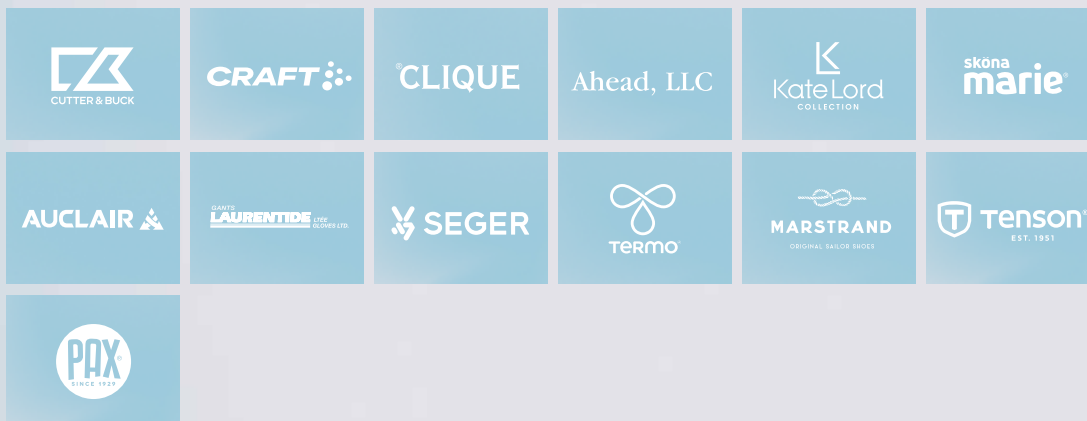 CUTTER & BUCK
CRAFT
®CLIQUE
Ahead, LLC
Kate Lord
COLLECTION
sköna
marie®
AUCLAIR
GANTS
LAURENTIDE LTÉE
GLOVES LTD.
SEGER
TERMO®
MARSTRAND
ORIGINAL SAILOR SHOES
T TENSON
EST. 1951
PAX®
SINCE 1929